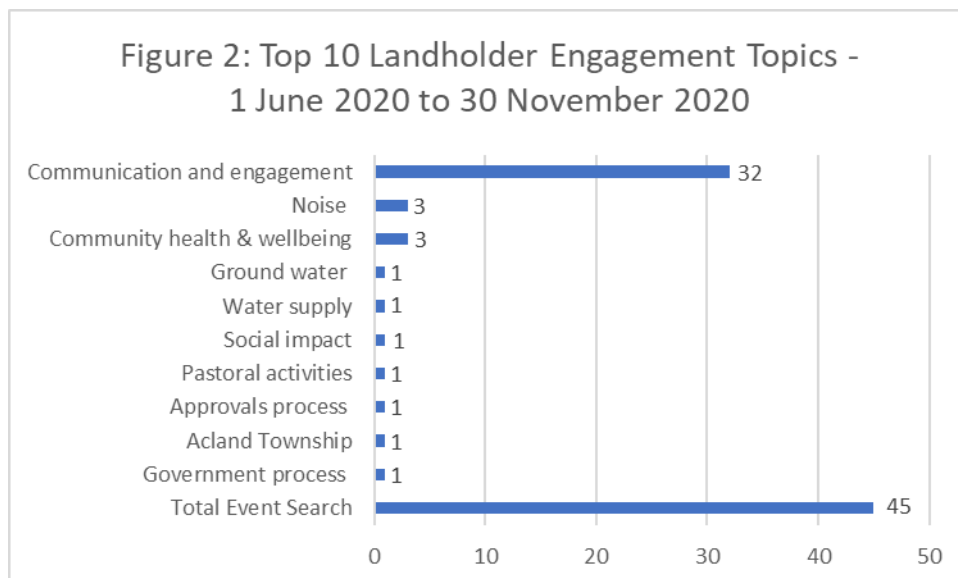 Figure 2: Top 10 Landholder Engagement Topics -
1 June 2020 to 30 November 2020
Communication and engagement 32
Noise 3
Community health & wellbeing 3
Ground water 1
Water supply 1
Social impact 1
Pastoral activities 1
Approvals process 1
Acland Township 1
Government process 1
Total Event Search 45
0 10 20 30 40 50